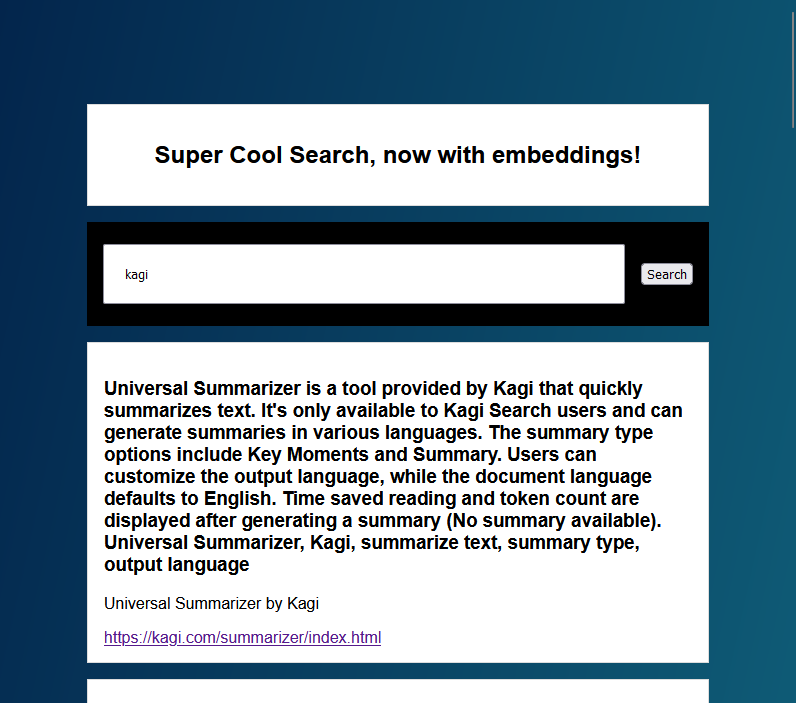 Super Cool Search, now with embeddings!
kagi
Search
Universal Summarizer is a tool provided by Kagi that quickly
summarizes text. It's only available to Kagi Search users and can
generate summaries in various languages. The summary type
options include Key Moments and Summary. Users can
customize the output language, while the document language
defaults to English. Time saved reading and token count are
displayed after generating a summary (No summary available).
Universal Summarizer, Kagi, summarize text, summary type,
output language
Universal Summarizer by Kagi
https://kagi.com/summarizer/index.html